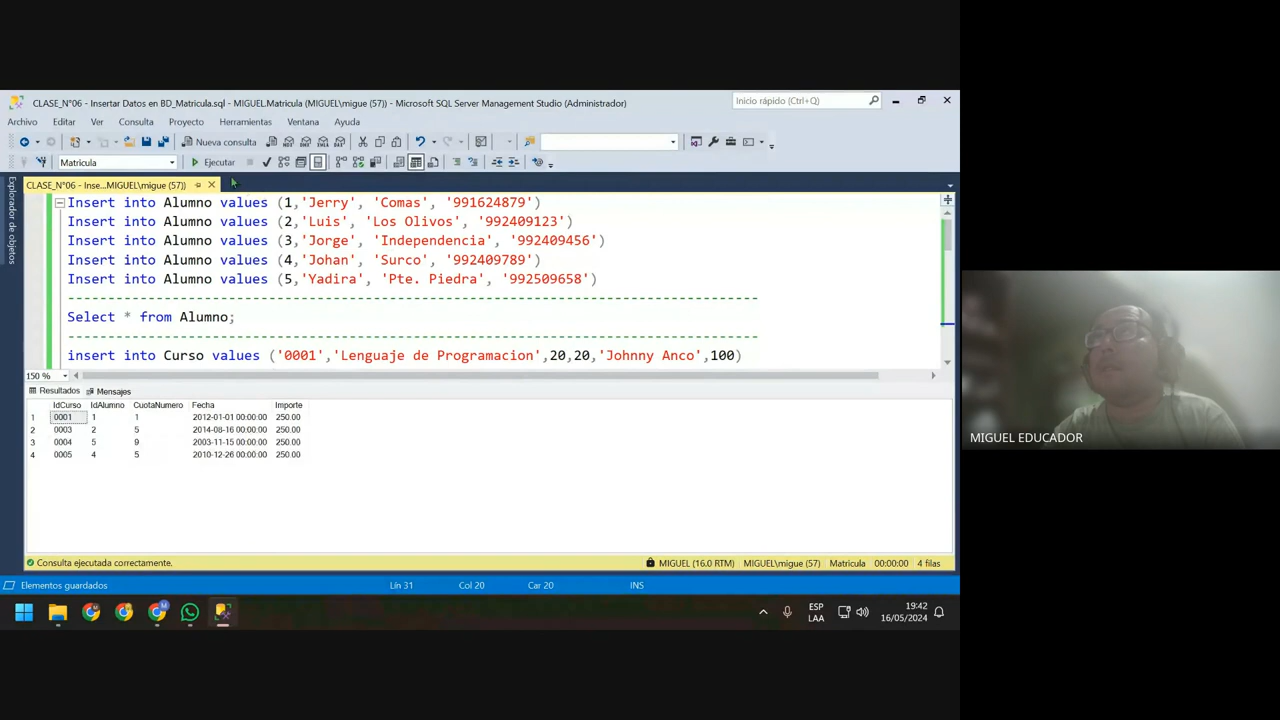 CLASE_N°06 - Insertar Datos en BD_Matricula.sql - MIGUEL.Matricula (MIGUEL\migue (57)) - Microsoft SQL Server Management Studio (Administrador)
Inicio rápido (Ctrl+Q)
Archivo Editar Ver Consulta Proyecto Herramientas Ventana Ayuda
Nueva consulta
Matricula
Ejecutar
CLASE_N°06 - Inse...MIGUEL\migue (57))
Explorador de objetos
Insert into Alumno values (1,'Jerry', 'Comas', '991624879')
Insert into Alumno values (2,'Luis', 'Los Olivos', '992409123')
Insert into Alumno values (3,'Jorge', 'Independencia', '992409456')
Insert into Alumno values (4,'Johan', 'Surco', '992409789')
Insert into Alumno values (5,'Yadira', 'Pte. Piedra', '992509658')
--------------------------------------------------------------------------------
Select * from Alumno;
--------------------------------------------------------------------------------
insert into Curso values ('0001','Lenguaje de Programacion',20,20,'Johnny Anco',100)
150 %
Resultados Mensajes
IdCurso IdAlumno CuotaNumero Fecha Importe
1 0001 1 1 2012-01-01 00:00:00 250.00
2 0003 2 5 2014-08-16 00:00:00 250.00
3 0004 5 9 2003-11-15 00:00:00 250.00
4 0005 4 5 2010-12-26 00:00:00 250.00
Consulta ejecutada correctamente.
MIGUEL (16.0 RTM) MIGUEL\migue (57) Matricula 00:00:00 4 filas
Elementos guardados
Lín 31 Col 20 Car 20 INS
ESP
LAA
19:42
16/05/2024
MIGUEL EDUCADOR